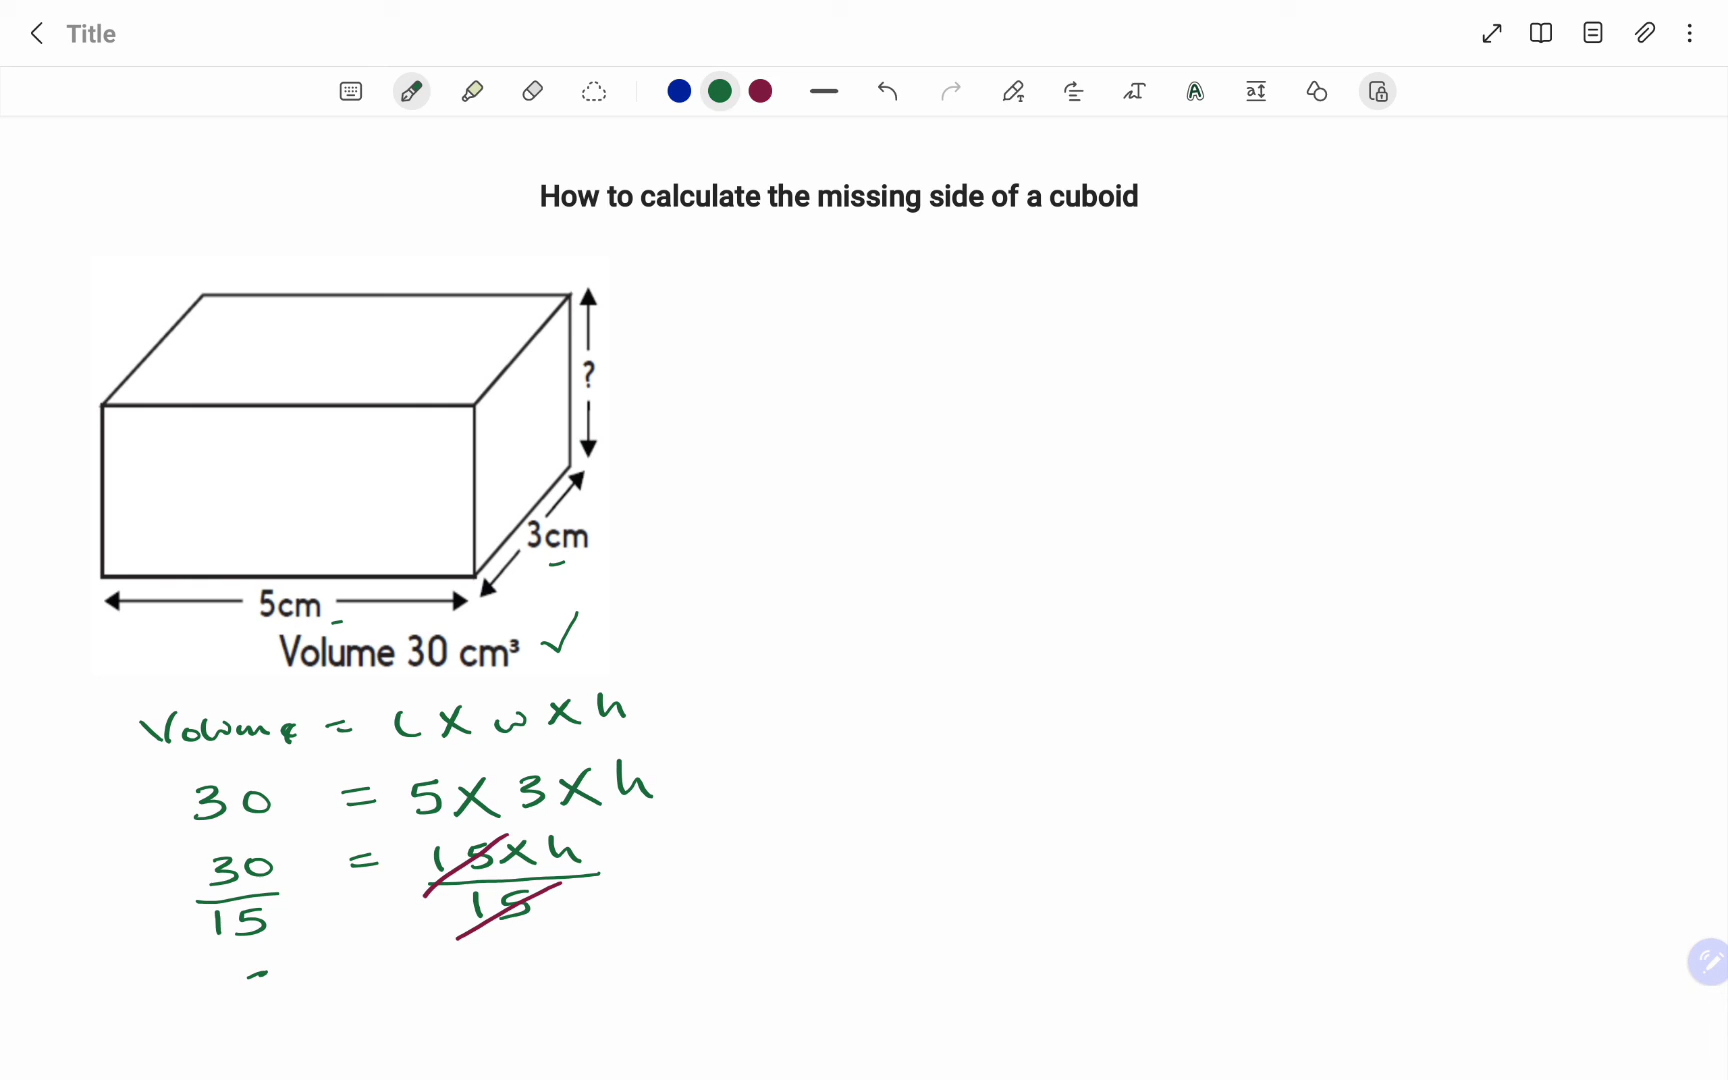 Title
How to calculate the missing side of a cuboid
?
3cm
5cm
Volume 30 cm³ ✓
Volume = L X w X h
30 = 5 X 3 X h
30 = 15 X h
15 15